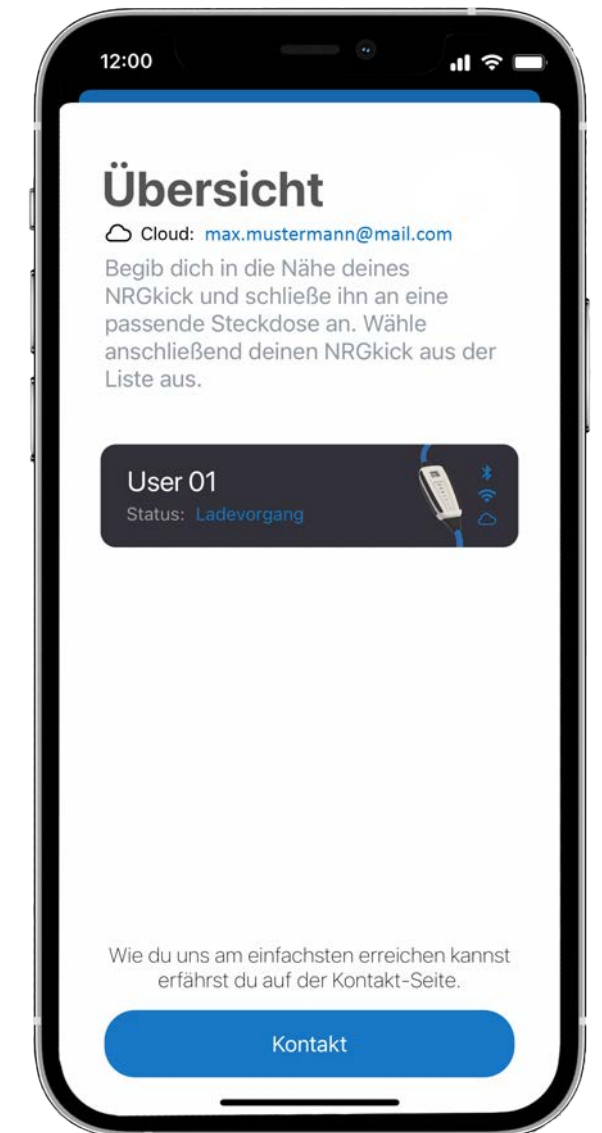 12:00
Übersicht
Cloud: max.mustermann@mail.com
Begib dich in die Nähe deines
NRGkick und schließe ihn an eine
passende Steckdose an. Wähle
anschließend deinen NRGkick aus der
Liste aus.
User 01
Status: Ladevorgang
Wie du uns am einfachsten erreichen kannst
erfährst du auf der Kontakt-Seite.
Kontakt